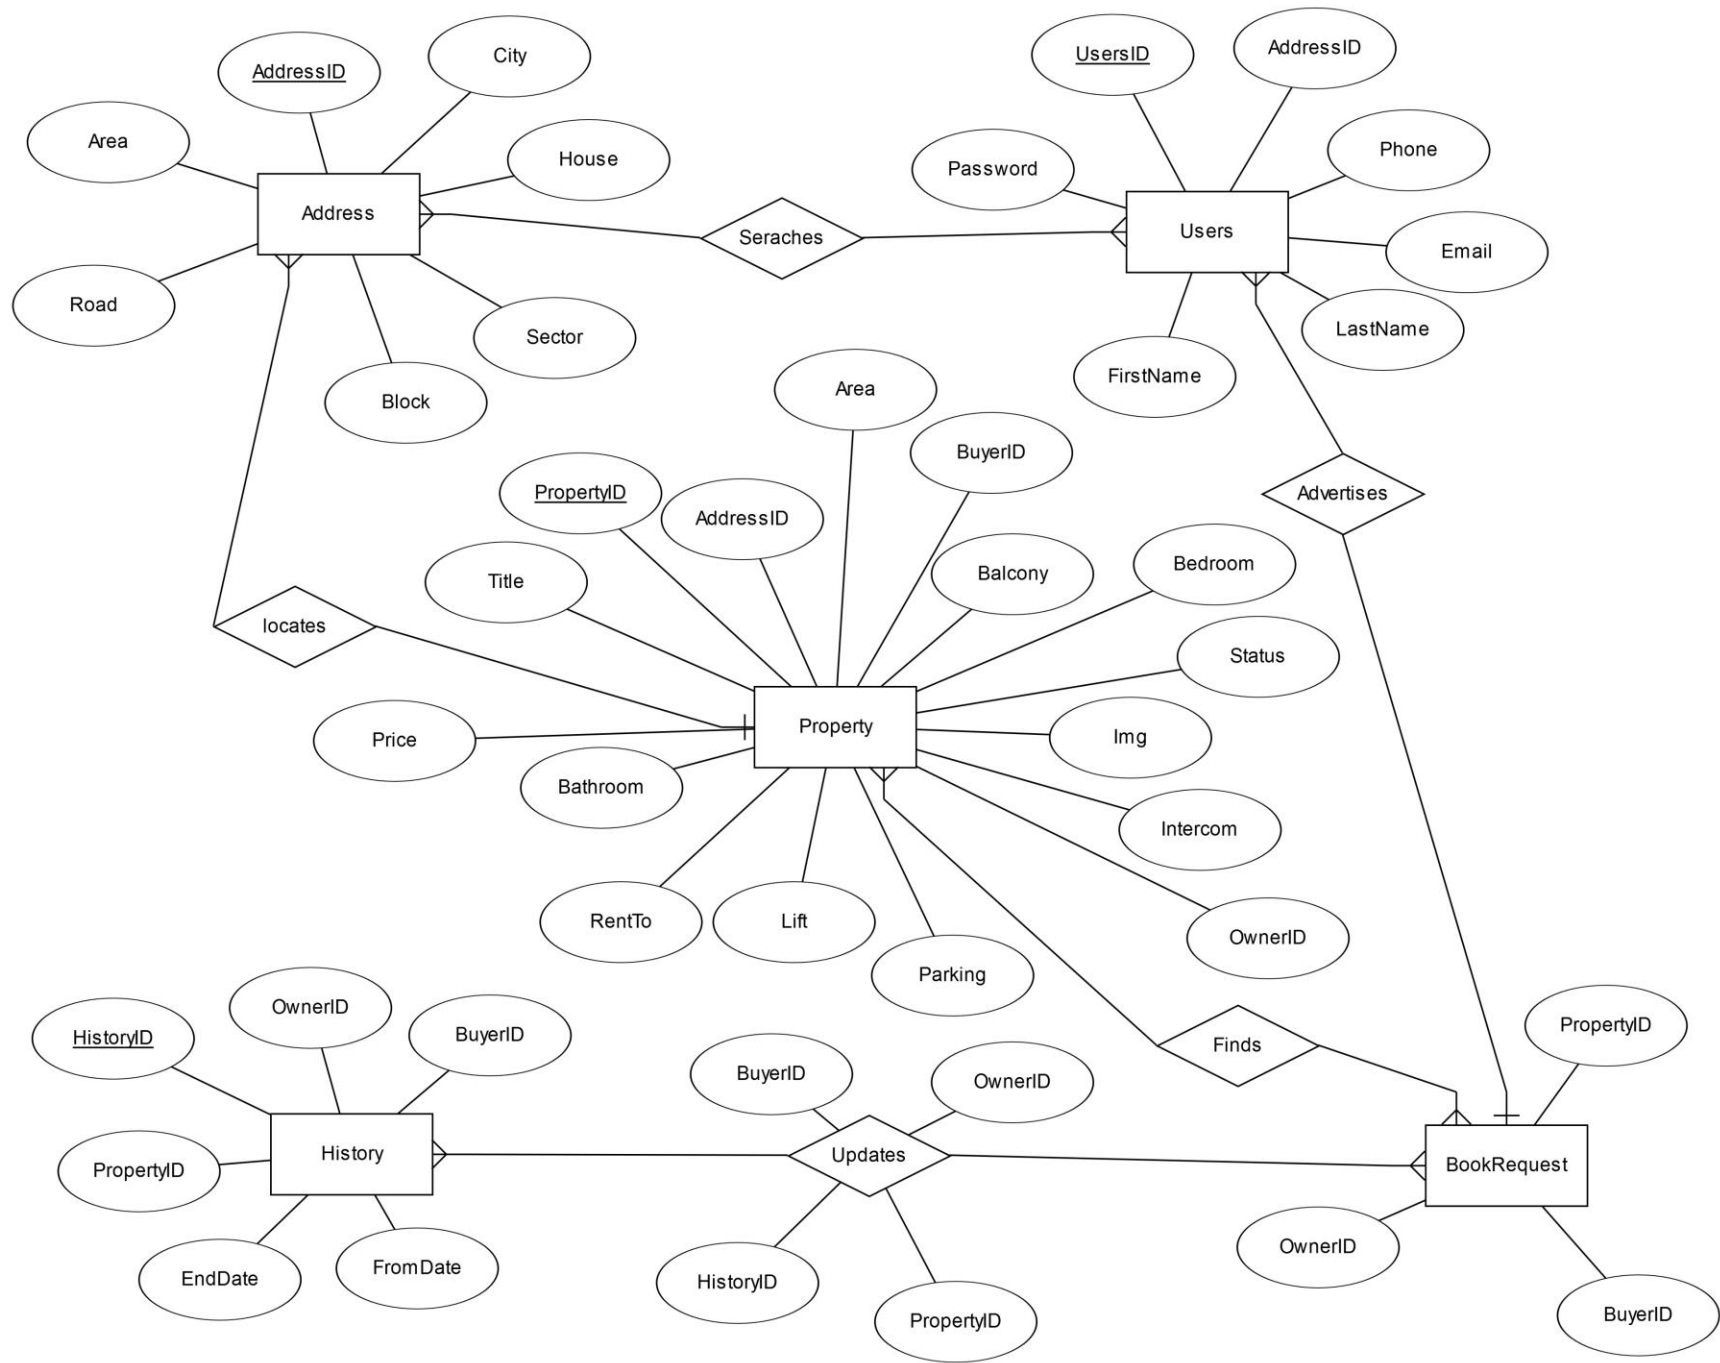 City
AddressID
UsersID
AddressID
Area
House
Password
Phone
Address
Seraches
Users
Email
Road
Sector
LastName
Block
FirstName
Area
BuyerID
PropertyID
AddressID
Advertises
Title
Balcony
Bedroom
locates
Status
Price
Property
Img
Bathroom
Intercom
RentTo
Lift
OwnerID
Parking
HistoryID
OwnerID
BuyerID
Finds
PropertyID
BuyerID
OwnerID
PropertyID
History
Updates
BookRequest
EndDate
FromDate
HistoryID
PropertyID
OwnerID
BuyerID